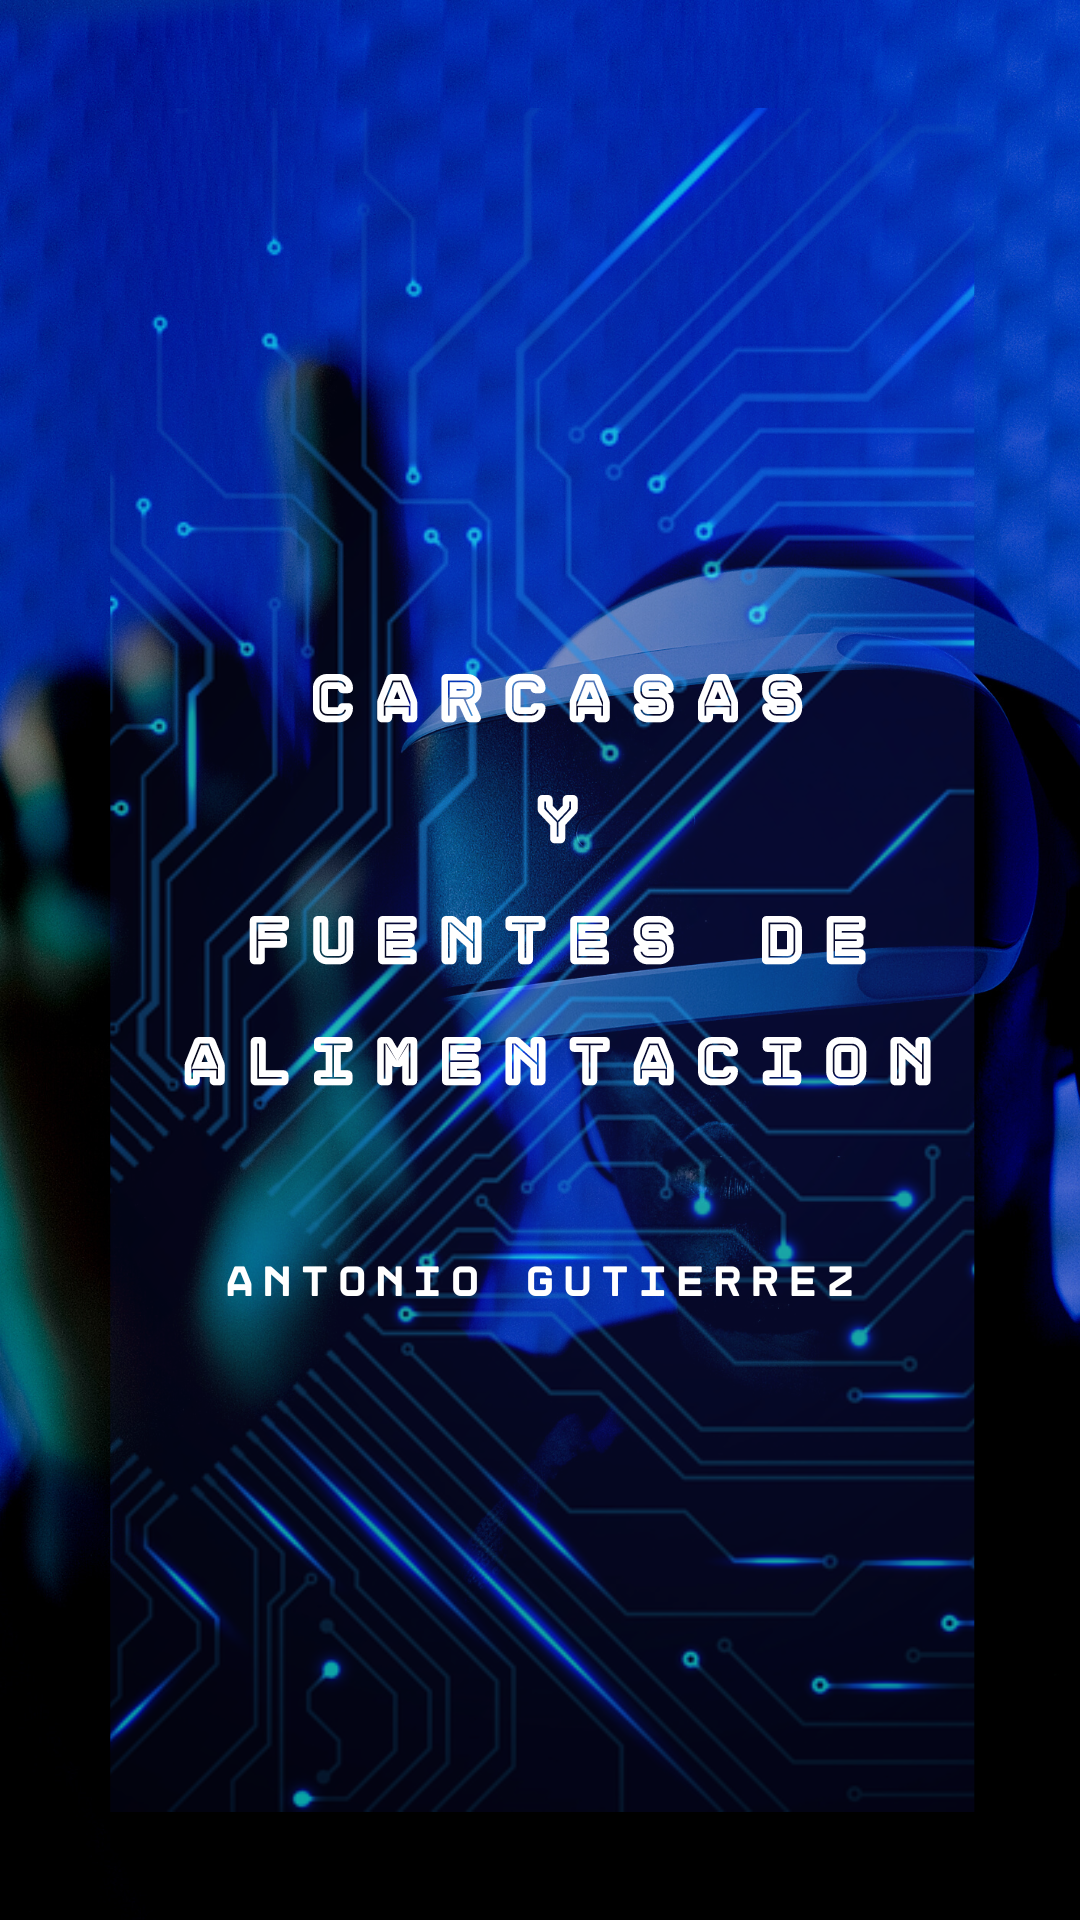 CARCASAS
Y
FUENTES DE
ALIMENTACION
ANTONIO GUTIERREZ